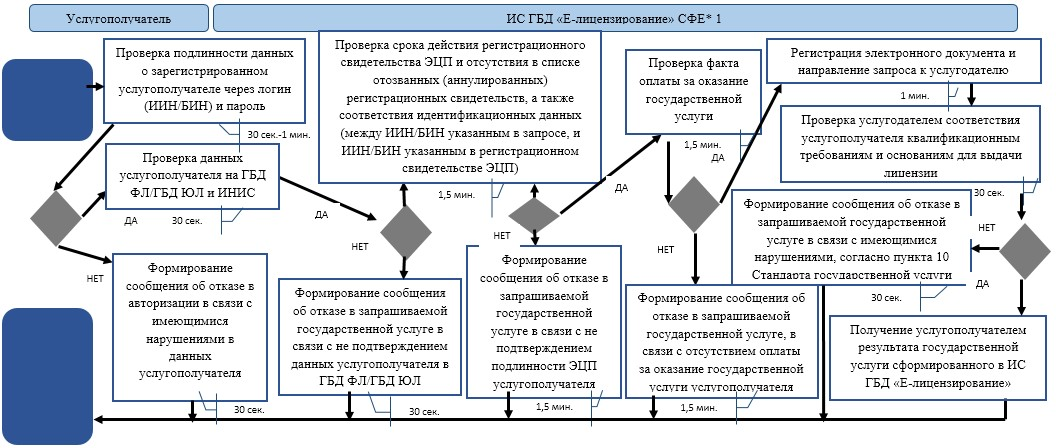 Услугополучатель
ИС ГБД «Е-лицензирование» СФЕ* 1
Проверка подлинности данных
о зарегистрированном
услугополучателе через логин
(ИИН/БИН) и пароль
30 сек.-1 мин.
Проверка данных
услугополучателя на ГБД
ФЛ/ГБД ЮЛ и ИНИС
30 сек.
ДА
НЕТ
Формирование
сообщения об отказе в
авторизации в связи с
имеющимися
нарушениями в
данных
услугополучателя
30 сек.
ДА
НЕТ
Формирование сообщения
об отказе в запрашиваемой
государственной услуге в
связи с не подтверждением
данных услугополучателя в
ГБД ФЛ/ГБД ЮЛ
30 сек.
Проверка срока действия регистрационного
свидетельства ЭЦП и отсутствия в списке
отозванных (аннулированных)
регистрационных свидетельств, а также
соответствия идентификационных данных
(между ИИН/БИН указанным в запросе, и
ИИН/БИН указанным в регистрационном
свидетельстве ЭЦП)
1,5 мин.
ДА
НЕТ
Формирование
сообщения об отказе в
запрашиваемой
государственной
услуге в связи с не
подтверждением
подлинности ЭЦП
услугополучателя
1,5 мин.
Проверка факта
оплаты за оказание
государственной
услуги
1,5 мин.
ДА
НЕТ
Формирование сообщения об
отказе в запрашиваемой
государственной услуге, в
связи с отсутствием оплаты
за оказание государственной
услуги услугополучателя
1,5 мин.
Регистрация электронного документа и
направление запроса к услугодателю
1 мин.
Проверка услугодателем соответствия
услугополучателя квалификационным
требованиям и основаниям для выдачи
лицензии
30 сек.
НЕТ
ДА
Формирование сообщения об отказе в
запрашиваемой государственной
услуге в связи с имеющимися
нарушениями, согласно пункта 10
Стандарта государственной услуги
30 сек.
Получение услугополучателем
результата государственной
услуги сформированного в ИС
ГБД «Е-лицензирование»